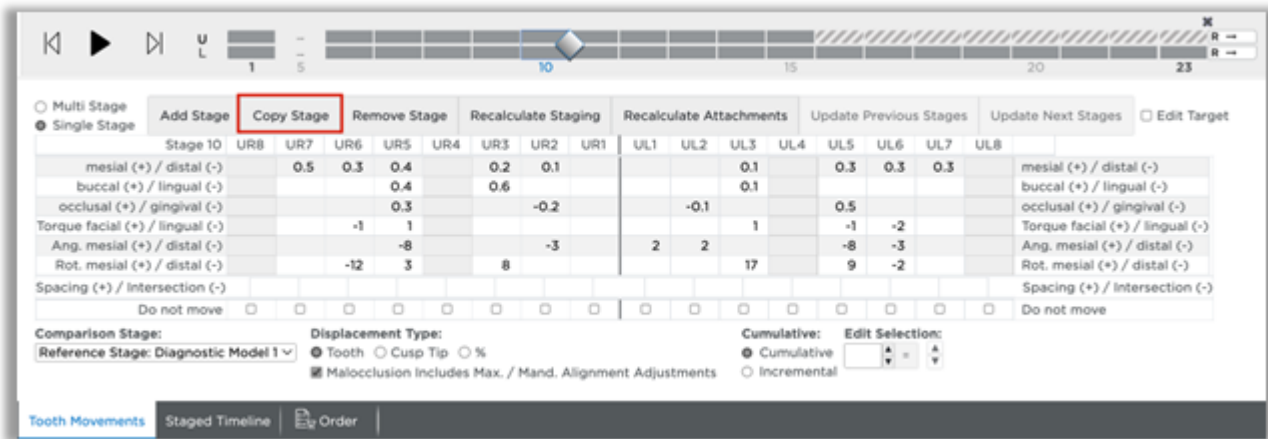 U R →
L R →
1 5 10 15 20 23
Multi Stage
Single Stage
Add Stage Copy Stage Remove Stage Recalculate Staging Recalculate Attachments Update Previous Stages Update Next Stages Edit Target
Stage 10 UR8 UR7 UR6 UR5 UR4 UR3 UR2 UR1 UL1 UL2 UL3 UL4 UL5 UL6 UL7 UL8
mesial (+) / distal (-) 0.5 0.3 0.4 0.2 0.1 0.1 0.3 0.3 0.3 mesial (+) / distal (-)
buccal (+) / lingual (-) 0.4 0.6 0.1 buccal (+) / lingual (-)
occlusal (+) / gingival (-) 0.3 -0.2 -0.1 0.5 occlusal (+) / gingival (-)
Torque facial (+) / lingual (-) -1 1 1 -1 -2 Torque facial (+) / lingual (-)
Ang. mesial (+) / distal (-) -8 -3 2 2 -8 -3 Ang. mesial (+) / distal (-)
Rot. mesial (+) / distal (-) -12 3 8 17 9 -2 Rot. mesial (+) / distal (-)
Spacing (+) / Intersection (-) Spacing (+) / Intersection (-)
Do not move Do not move
Comparison Stage: Displacement Type: Cumulative: Edit Selection:
Reference Stage: Diagnostic Model 1 Tooth Cusp Tip % Cumulative =
Malocclusion Includes Max. / Mand. Alignment Adjustments Incremental
Tooth Movements Staged Timeline Order